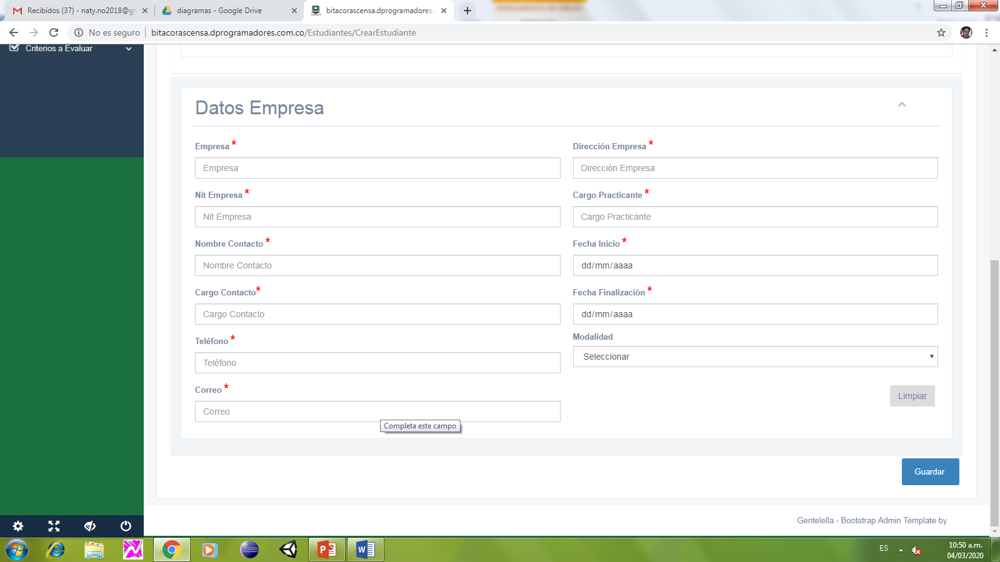 Recibidos (37) - naty.no2018@gm
diagramas - Google Drive
bitacorascensa.dprogramadores.c
No es seguro
bitacorascensa.dprogramadores.com.co/Estudiantes/CrearEstudiante
Criterios a Evaluar
Datos Empresa
Empresa *
Empresa
Dirección Empresa *
Dirección Empresa
Nit Empresa *
Nit Empresa
Cargo Practicante *
Cargo Practicante
Nombre Contacto *
Nombre Contacto
Fecha Inicio *
dd/mm/aaaa
Cargo Contacto*
Cargo Contacto
Fecha Finalización *
dd/mm/aaaa
Teléfono *
Teléfono
Modalidad
Seleccionar
Correo *
Correo
Limpiar
Completa este campo
Guardar
Gentelella - Bootstrap Admin Template by
ES
10:50 a.m.
04/03/2020